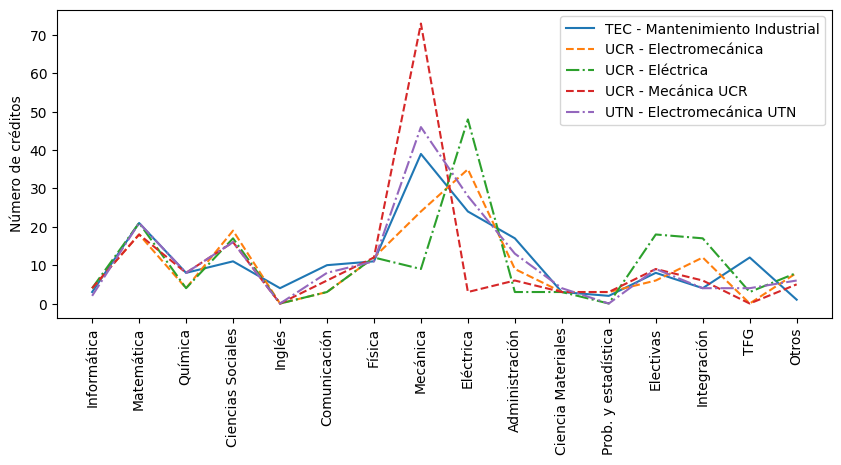 Número de créditos
70
60
50
40
30
20
10
0
TEC - Mantenimiento Industrial
UCR - Electromecánica
UCR - Eléctrica
UCR - Mecánica UCR
UTN - Electromecánica UTN
Informática
Matemática
Química
Ciencias Sociales
Inglés
Comunicación
Física
Mecánica
Eléctrica
Administración
Ciencia Materiales
Prob. y estadística
Electivas
Integración
TFG
Otros